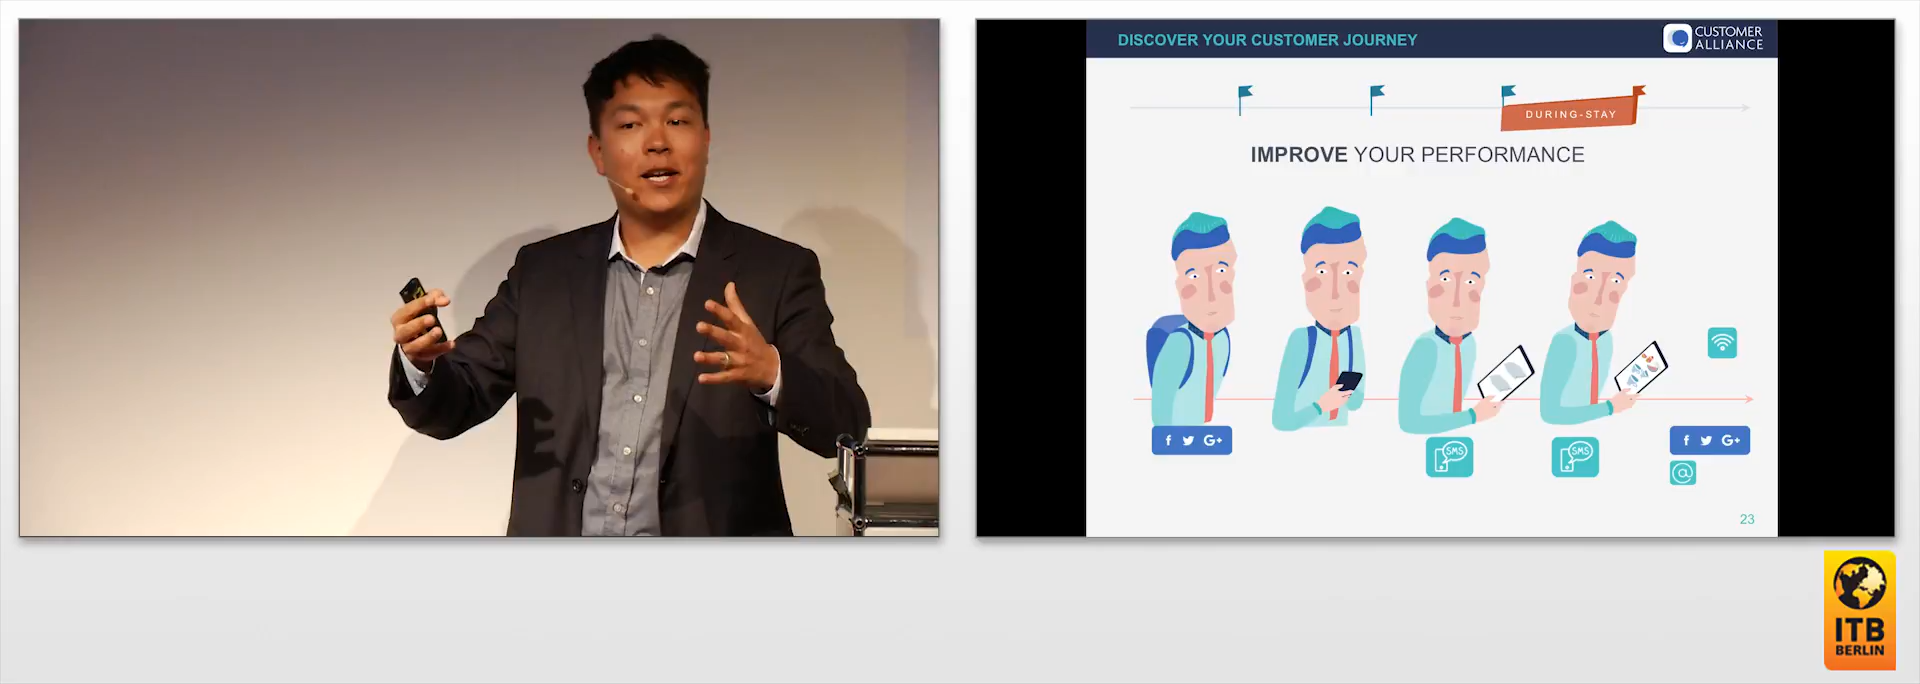 DISCOVER YOUR CUSTOMER JOURNEY
CUSTOMER
ALLIANCE
DURING-STAY
IMPROVE YOUR PERFORMANCE
f G+
SMS
SMS
f G+
@
23
ITB
BERLIN